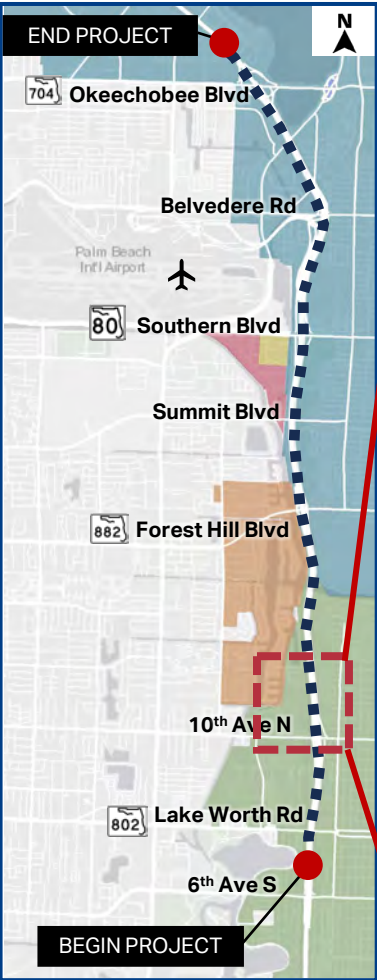 END PROJECT
N
704 Okeechobee Blvd
Belvedere Rd
Palm Beach
Int'l Airport
80 Southern Blvd
Summit Blvd
882 Forest Hill Blvd
10th Ave N
802 Lake Worth Rd
6th Ave S
BEGIN PROJECT